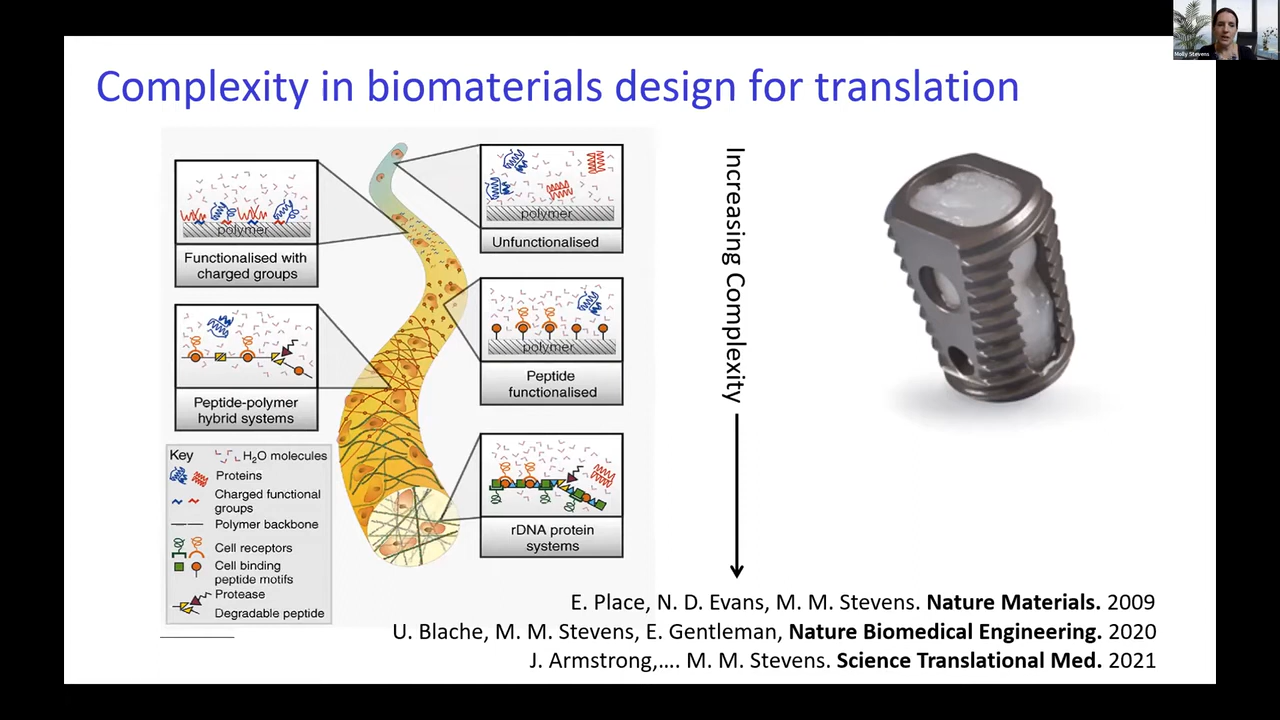 Molly Stevens
Complexity in biomaterials design for translation
polymer
Functionalised with
charged groups
polymer
Unfunctionalised
Peptide-polymer
hybrid systems
polymer
Peptide
functionalised
rDNA protein
systems
Key
H₂O molecules
Proteins
Charged functional
groups
Polymer backbone
Cell receptors
Cell binding
peptide motifs
Protease
Degradable peptide
Increasing Complexity
E. Place, N. D. Evans, M. M. Stevens. Nature Materials. 2009
U. Blache, M. M. Stevens, E. Gentleman, Nature Biomedical Engineering. 2020
J. Armstrong,.... M. M. Stevens. Science Translational Med. 2021